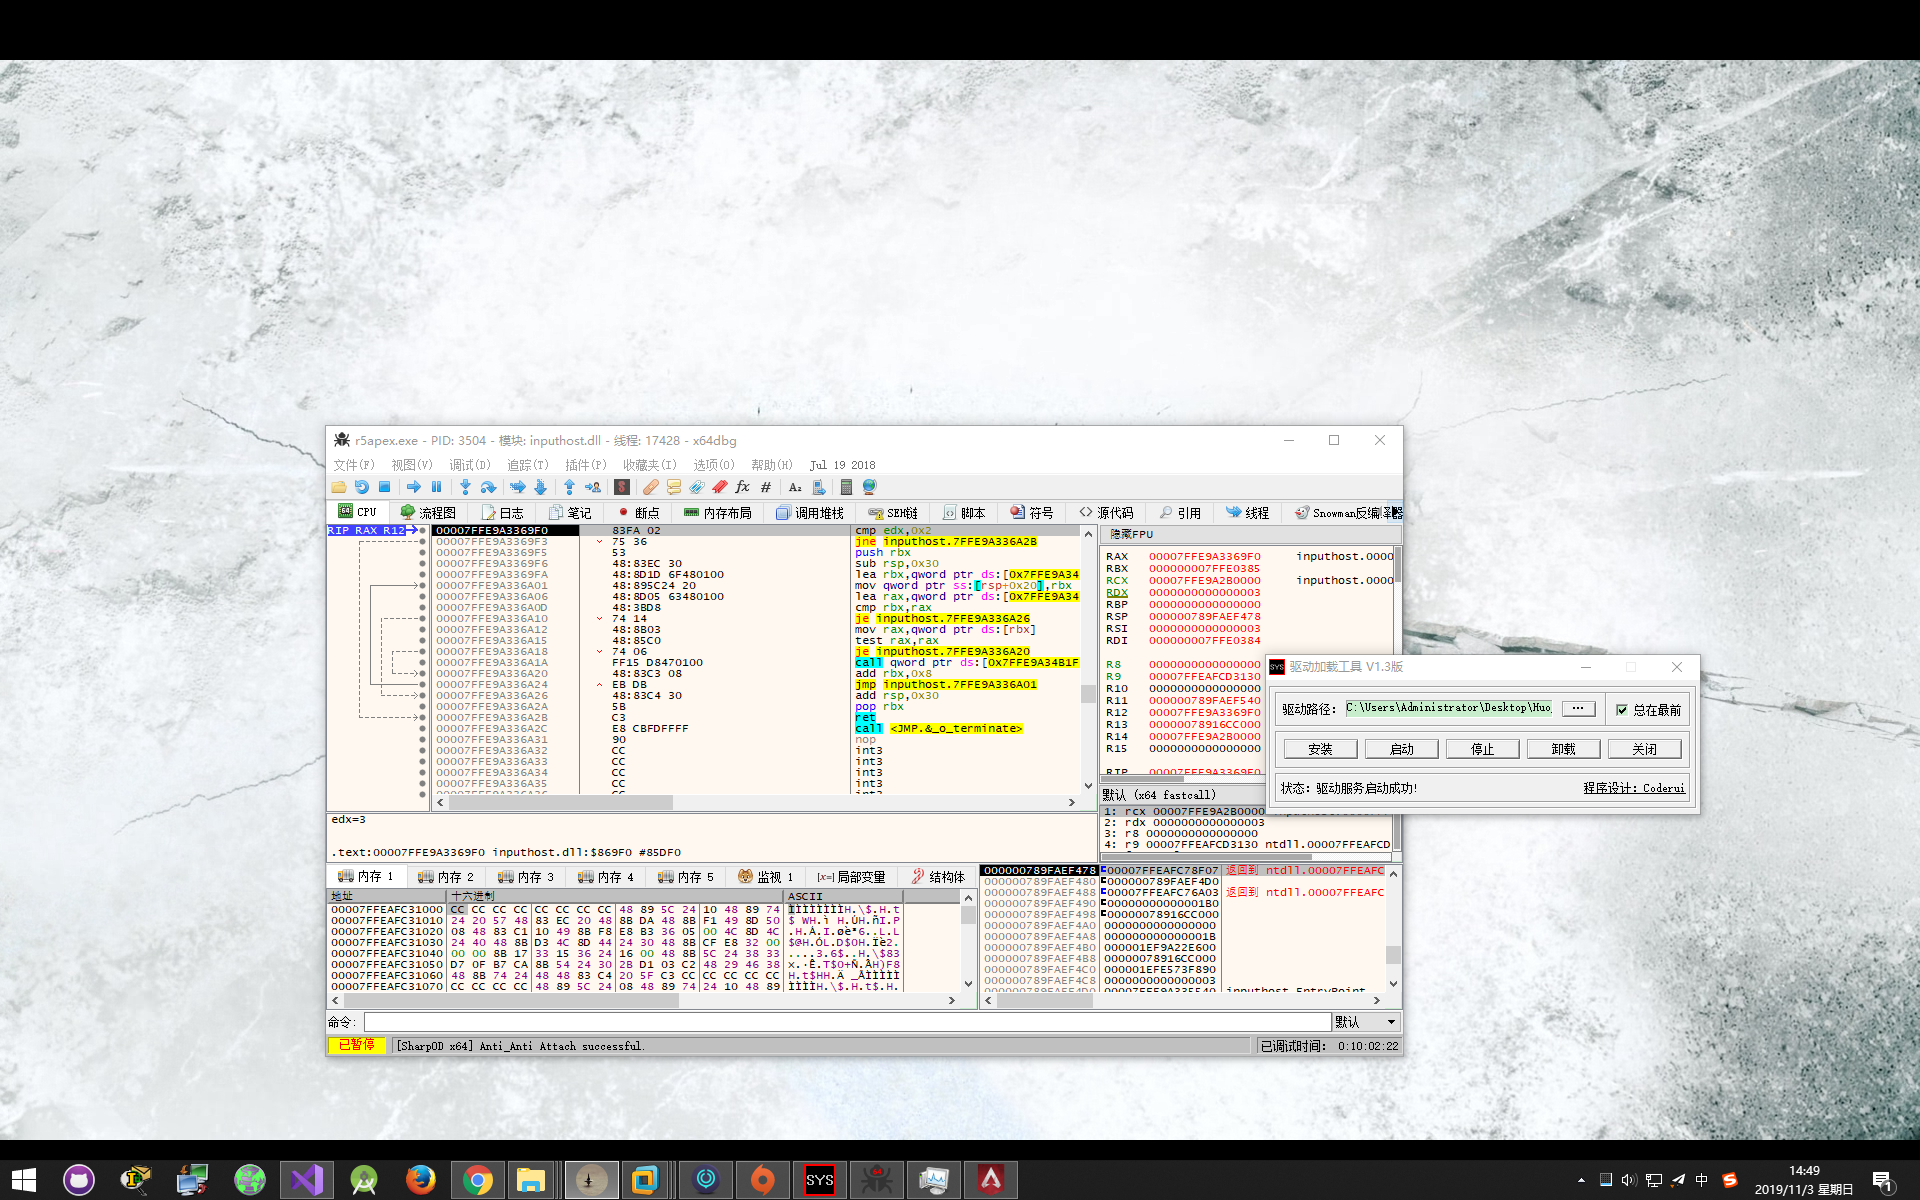 r5apex.exe - PID: 3504 - 模块: inputhost.dll - 线程: 17428 - x64dbg
文件(F) 视图(V) 调试(D) 追踪(T) 插件(P) 收藏夹(I) 选项(O) 帮助(H) Jul 19 2018
CPU 流程图 日志 笔记 断点 内存布局 调用堆栈 SEH链 脚本 符号 源代码 引用 线程 Snowman反编译器
RIP RAX R12
00007FFE9A3369F0 83FA 02 cmp edx,0x2
00007FFE9A3369F3 75 36 jne inputhost.7FFE9A336A2B
00007FFE9A3369F5 53 push rbx
00007FFE9A3369F6 48:83EC 30 sub rsp,0x30
00007FFE9A3369FA 48:8D1D 6F480100 lea rbx,qword ptr ds:[0x7FFE9A34
00007FFE9A336A01 48:895C24 20 mov qword ptr ss:[rsp+0x20],rbx
00007FFE9A336A06 48:8D05 63480100 lea rax,qword ptr ds:[0x7FFE9A34
00007FFE9A336A0D 48:3BD8 cmp rbx,rax
00007FFE9A336A10 74 14 je inputhost.7FFE9A336A26
00007FFE9A336A12 48:8B03 mov rax,qword ptr ds:[rbx]
00007FFE9A336A15 48:85C0 test rax,rax
00007FFE9A336A18 74 06 je inputhost.7FFE9A336A20
00007FFE9A336A1A FF15 D8470100 call qword ptr ds:[0x7FFE9A34B1F
00007FFE9A336A20 48:83C3 08 add rbx,0x8
00007FFE9A336A24 EB DB jmp inputhost.7FFE9A336A01
00007FFE9A336A26 48:83C4 30 add rsp,0x30
00007FFE9A336A2A 5B pop rbx
00007FFE9A336A2B C3 ret
00007FFE9A336A2C E8 CBFDFFFF call <JMP.&_o_terminate>
00007FFE9A336A31 90 nop
00007FFE9A336A32 CC int3
00007FFE9A336A33 CC int3
00007FFE9A336A34 CC int3
00007FFE9A336A35 CC int3
隐藏FPU
RAX 00007FFE9A3369F0 inputhost.0000
RBX 000000007FFE0385
RCX 00007FFE9A2B0000 inputhost.0000
RDX 0000000000000003
RBP 0000000000000000
RSP 000000789FAEF478
RSI 0000000000000003
RDI 000000007FFE0384
R8 0000000000000000
R9 00007FFEAFCD3130
R10 0000000000000000
R11 000000789FAEF540
R12 00007FFE9A3369F0
R13 00000078916CC000
R14 00007FFE9A2B0000
R15 0000000000000000
RIP 00007FFE9A3369F0
默认 (x64 fastcall)
1: rcx 00007FFE9A2B0000
2: rdx 0000000000000003
3: r8 0000000000000000
4: r9 00007FFEAFCD3130 ntdll.00007FFEAFCD
edx=3
.text:00007FFE9A3369F0 inputhost.dll:$869F0 #85DF0
SYS 驱动加载工具 V1.3版
驱动路径: C:\Users\Administrator\Desktop\Huo ... 总在最前
安装 启动 停止 卸载 关闭
状态: 驱动服务启动成功! 程序设计: Coderui
内存 1 内存 2 内存 3 内存 4 内存 5 监视 1 [x=] 局部变量 结构体
地址 十六进制 ASCII
00007FFEAFC31000 CC CC CC CC CC CC CC CC 48 89 5C 24 10 48 89 74 ÌÌÌÌÌÌÌÌH.\$.H.t
00007FFEAFC31010 24 20 57 48 83 EC 20 48 8B DA 48 8B F1 49 8D 50 $ WH.ì H.ÚH.ñI.P
00007FFEAFC31020 08 48 83 C1 10 49 8B F8 E8 B3 36 05 00 4C 8D 4C .H.Á.I.øè³6..L.L
00007FFEAFC31030 24 40 48 8B D3 4C 8D 44 24 30 48 8B CF E8 32 00 $@H.ÓL.D$0H.Ïè2.
00007FFEAFC31040 00 00 8B 17 33 15 36 24 16 00 48 8B 5C 24 38 33 ....3.6$..H.\$83
00007FFEAFC31050 D7 0F B7 CA 8B 54 24 30 2B D1 03 C2 48 29 46 38 ×.·Ê.T$0+Ñ.ÂH)F8
00007FFEAFC31060 48 8B 74 24 48 48 83 C4 20 5F C3 CC CC CC CC CC H.t$HH.Ä _ÃÌÌÌÌÌ
00007FFEAFC31070 CC CC CC CC 48 89 5C 24 08 48 89 74 24 10 48 89 ÌÌÌÌH.\$.H.t$.H.
000000789FAEF478 00007FFEAFC78F07 返回到 ntdll.00007FFEAFC
000000789FAEF480 000000789FAEF4D0
000000789FAEF488 00007FFEAFC76A03 返回到 ntdll.00007FFEAFC
000000789FAEF490 00000000000001B0
000000789FAEF498 00000078916CC000
000000789FAEF4A0 0000000000000000
000000789FAEF4A8 000000000000001B
000000789FAEF4B0 000001EF9A22E600
000000789FAEF4B8 00000078916CC000
000000789FAEF4C0 000001EFE573F890
000000789FAEF4C8 0000000000000003
000000789FAEF4D0 00007FFE9A335540 inputhost.EntryPoint
命令: 默认
已暂停 [SharpOD x64] Anti_Anti Attach successful. 已调试时间: 0:10:02:22
SYS
中
14:49
2019/11/3 星期日
1